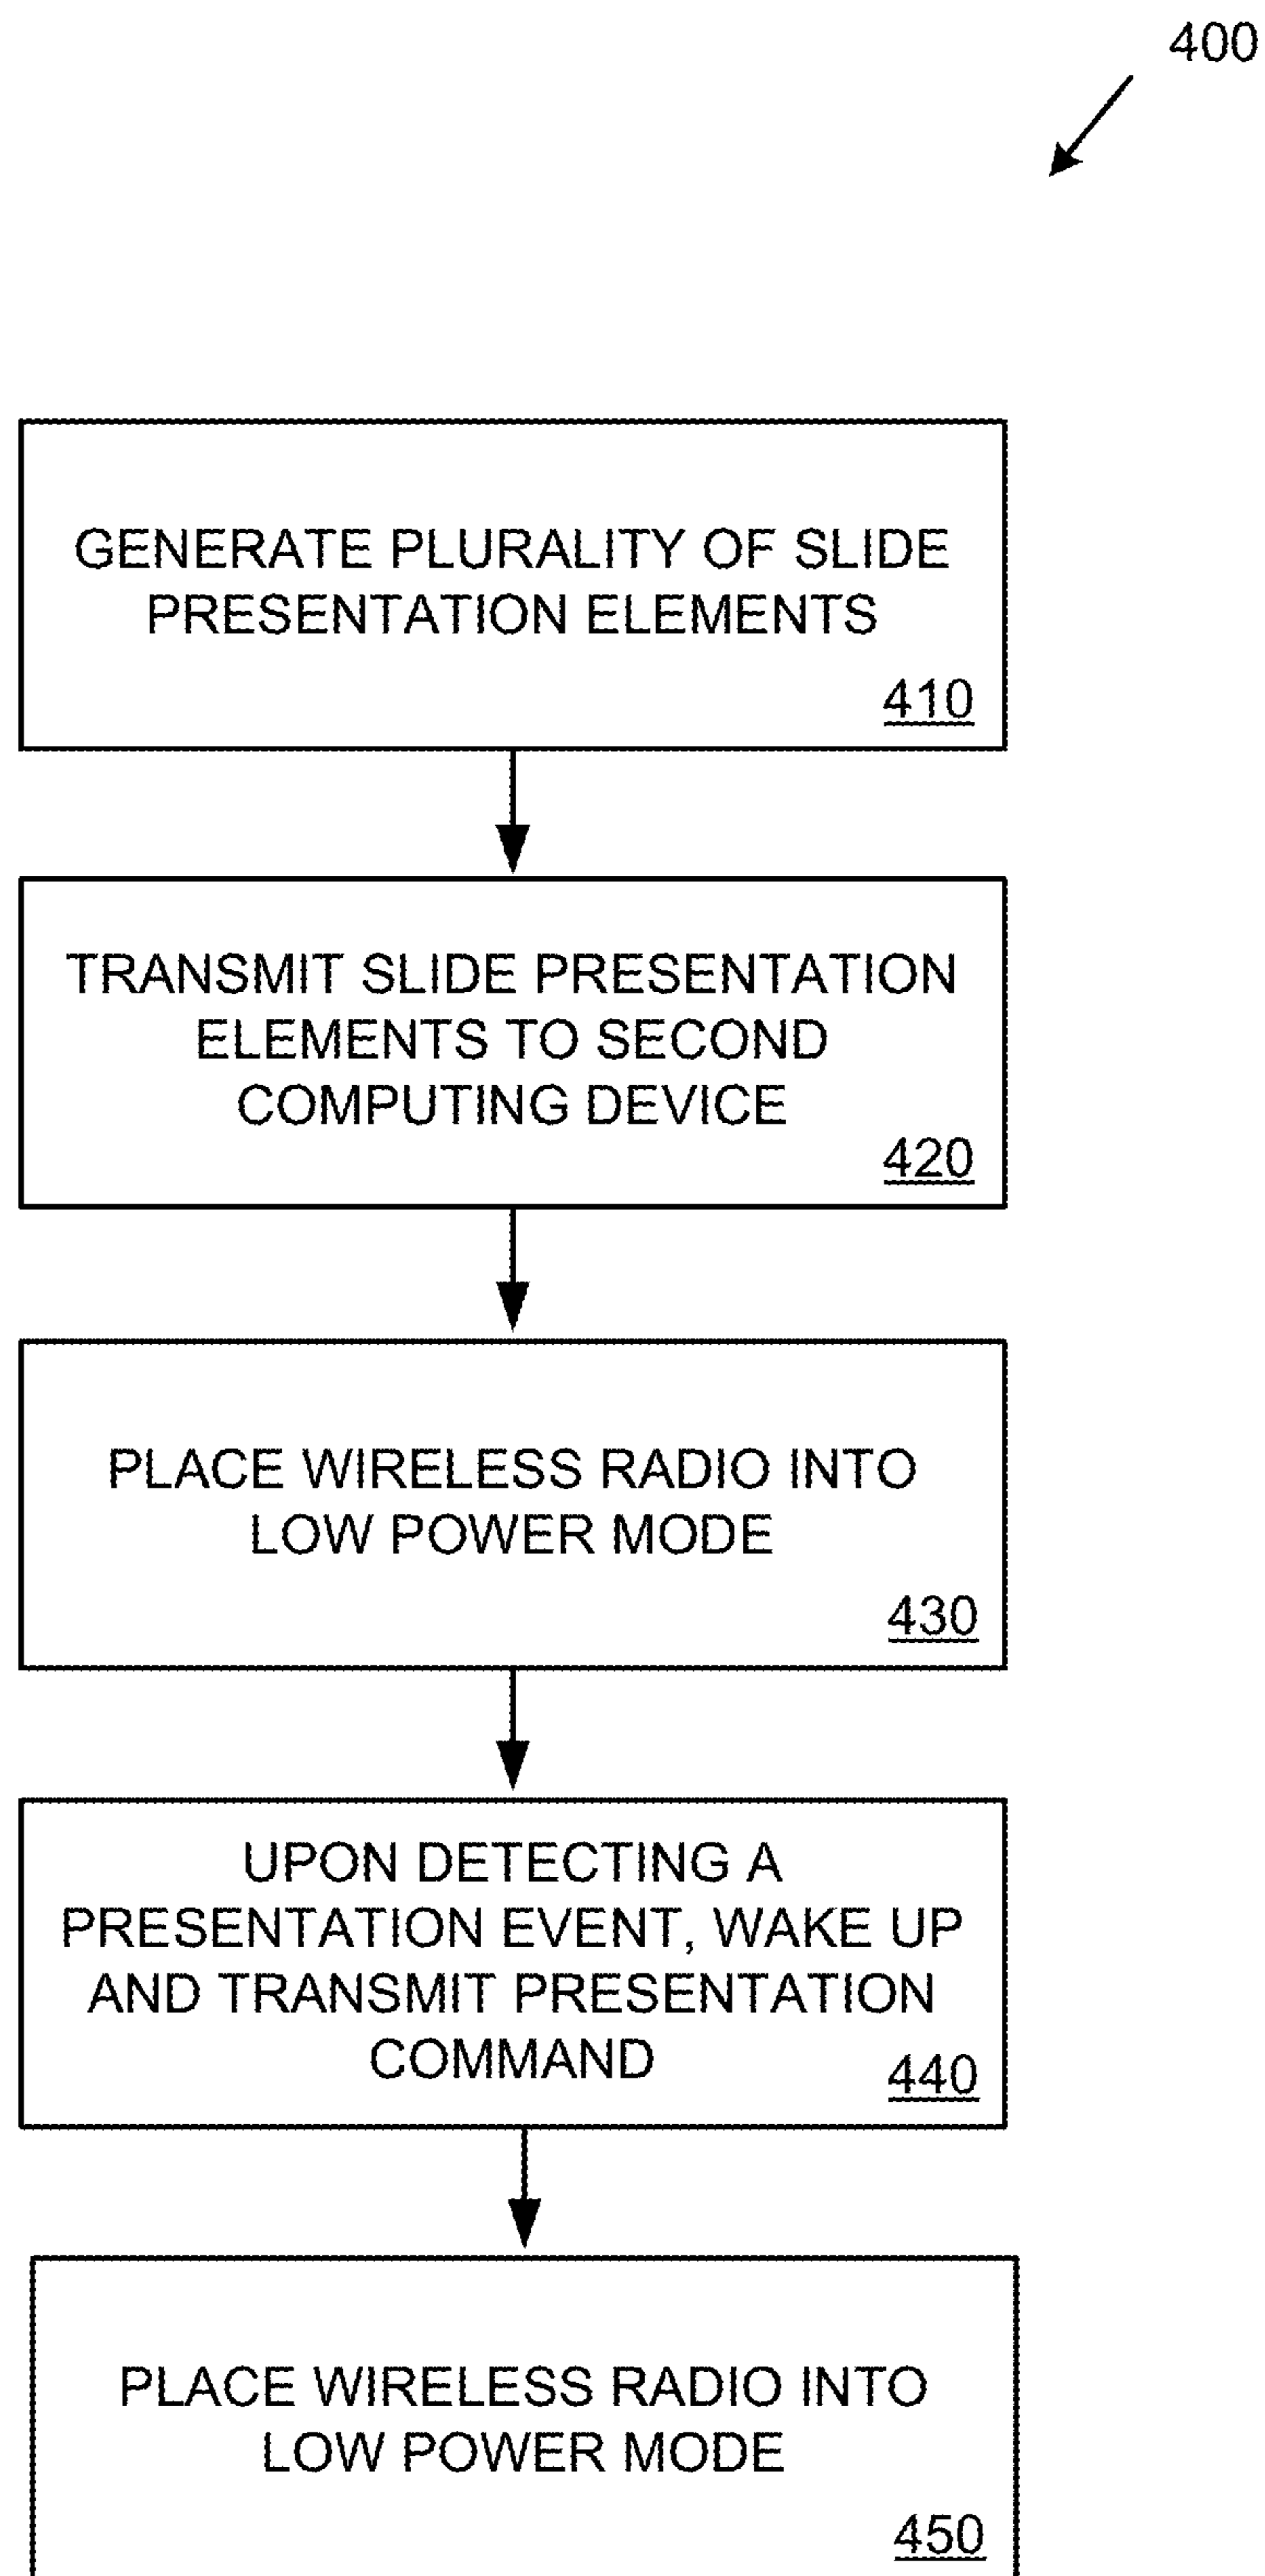 400
GENERATE PLURALITY OF SLIDE
PRESENTATION ELEMENTS
410
TRANSMIT SLIDE PRESENTATION
ELEMENTS TO SECOND
COMPUTING DEVICE
420
PLACE WIRELESS RADIO INTO
LOW POWER MODE
430
UPON DETECTING A
PRESENTATION EVENT, WAKE UP
AND TRANSMIT PRESENTATION
COMMAND
440
PLACE WIRELESS RADIO INTO
LOW POWER MODE
450